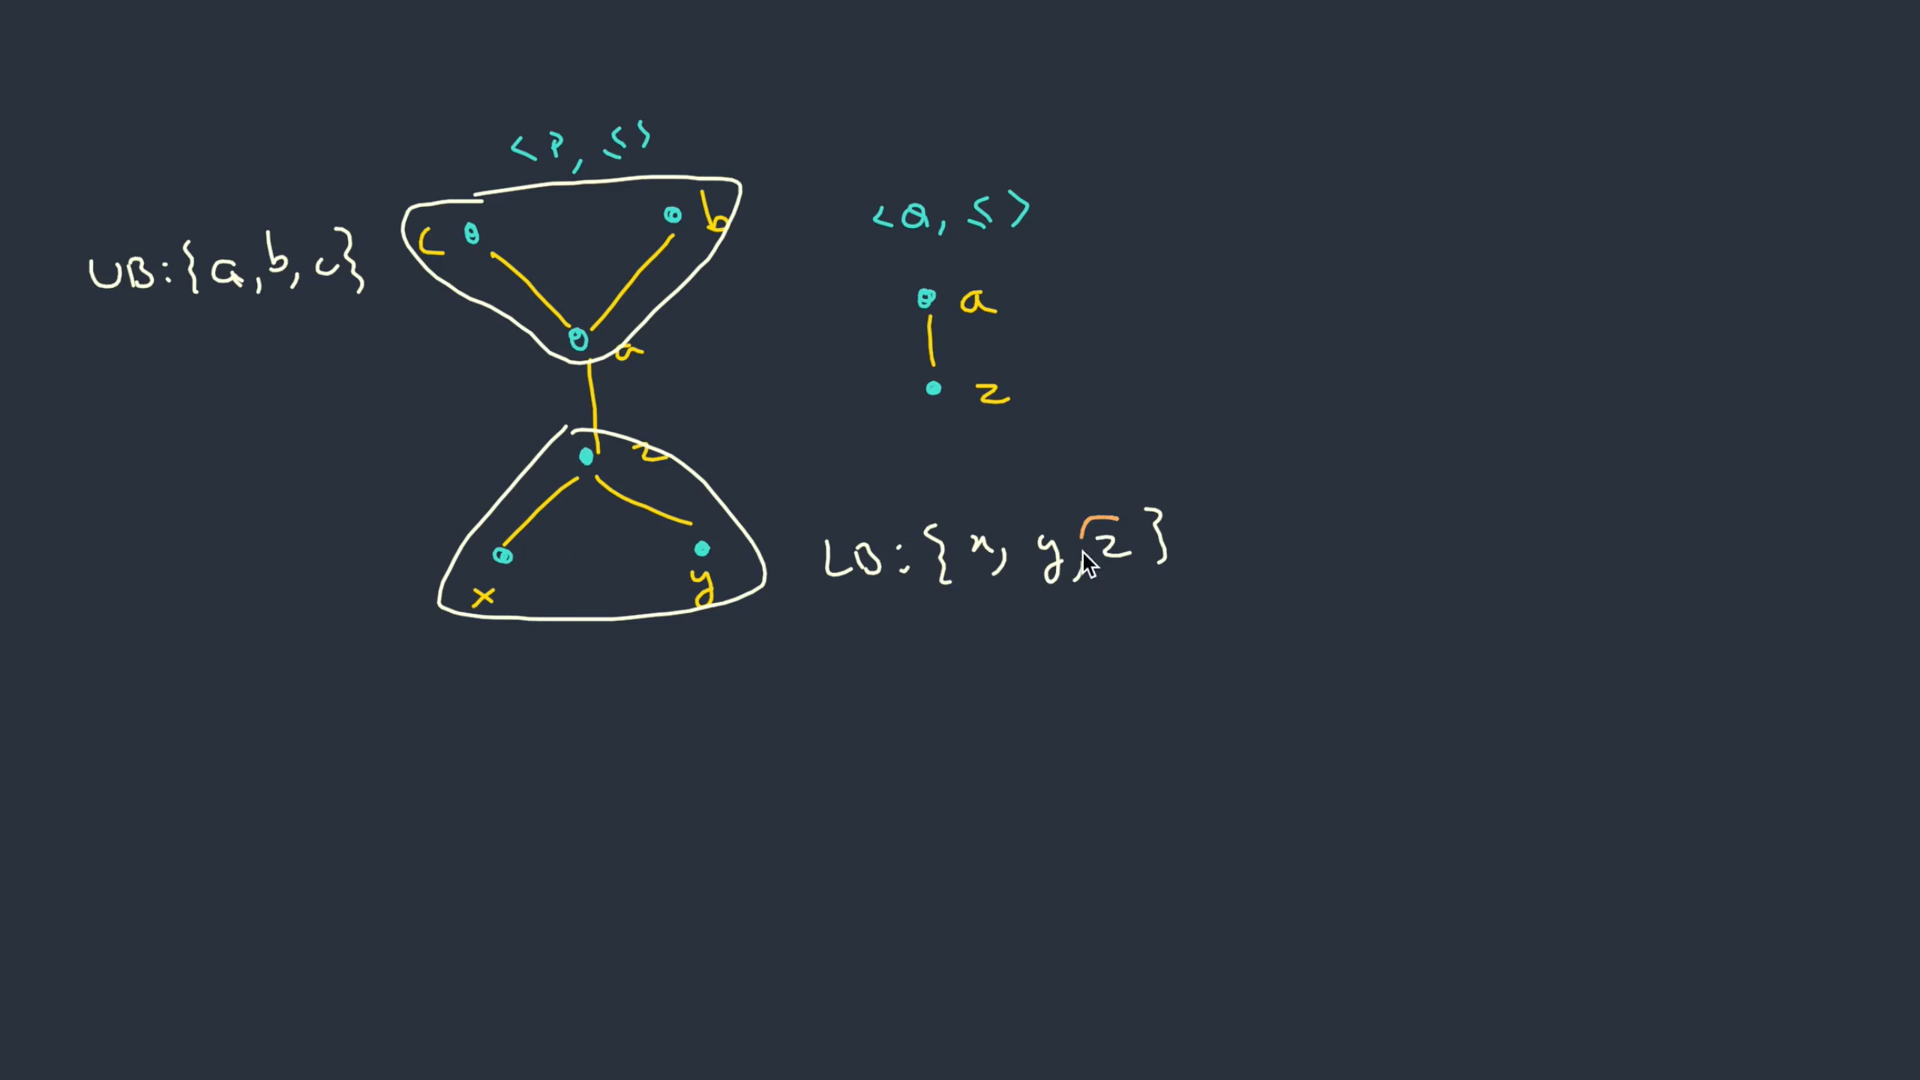 <P, ≤>
c b
<Q, ≤>
UB:{a,b,c}
a
a
z
z
LB:{x, y, z}
x y